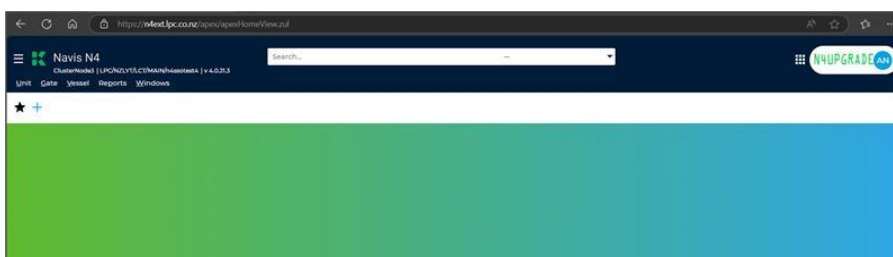 https://n4ext.lpc.co.nz/apex/apexHomeView.zul
Navis N4
Search...
--
N4UPGRADE
AN
ClusterNode3 | LPC/NZLYT/LCT/MAIN/n4ssotest4 | v 4.0.21.3
Unit Gate Vessel Reports Windows